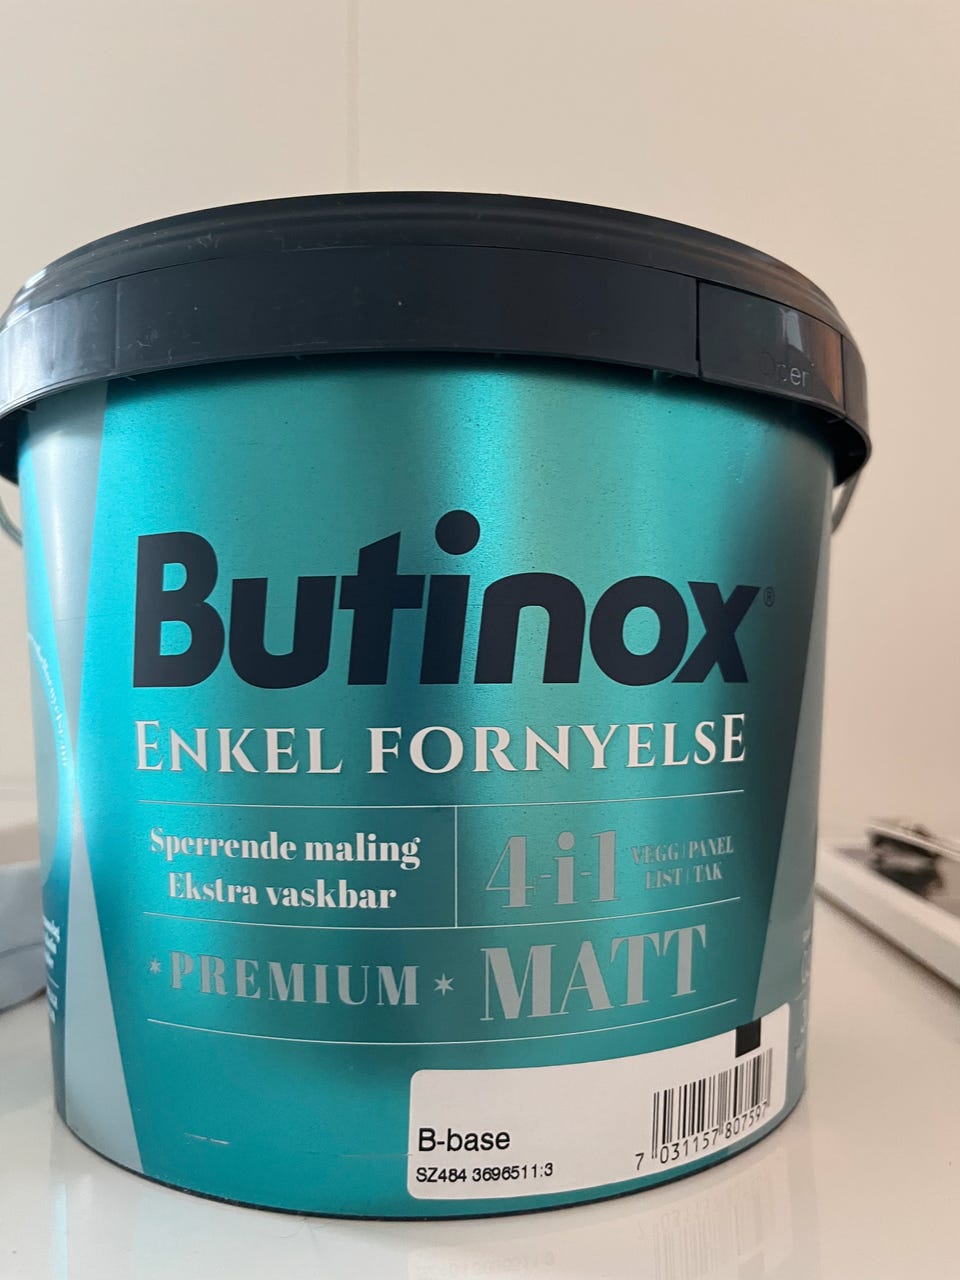 Open
Butinox®
ENKEL FORNYELSE
Sperrende maling
Ekstra vaskbar
4-i-1 VEGG | PANEL
LIST | TAK
*PREMIUM* MATT
B-base
SZ484 3696511:3
7 031157 807597